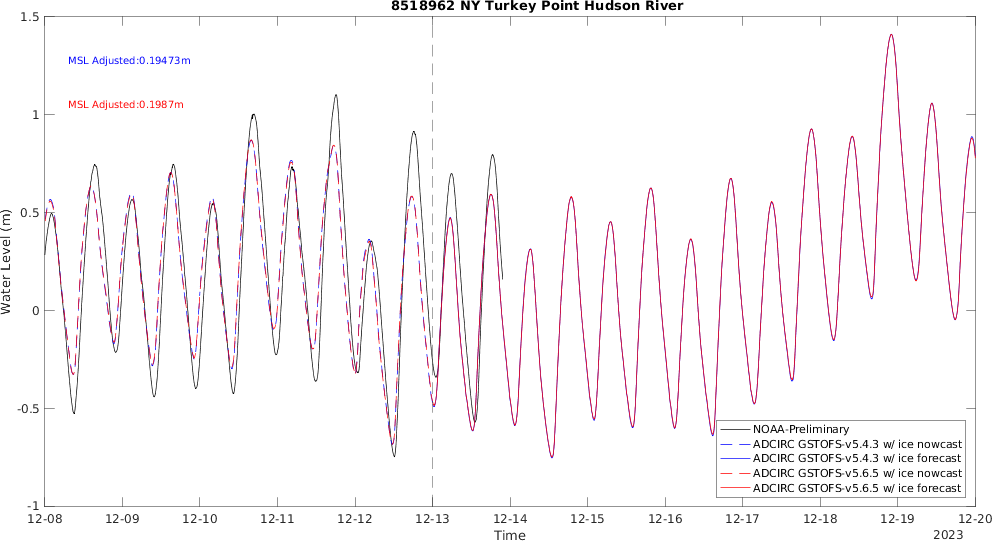 8518962 NY Turkey Point Hudson River
MSL Adjusted:0.19473m
MSL Adjusted:0.1987m
Water Level (m)
1.5
1
0.5
0
-0.5
-1
NOAA-Preliminary
ADCIRC GSTOFS-v5.4.3 w/ ice nowcast
ADCIRC GSTOFS-v5.4.3 w/ ice forecast
ADCIRC GSTOFS-v5.6.5 w/ ice nowcast
ADCIRC GSTOFS-v5.6.5 w/ ice forecast
12-08 12-09 12-10 12-11 12-12 12-13 12-14 12-15 12-16 12-17 12-18 12-19 12-20
Time
2023